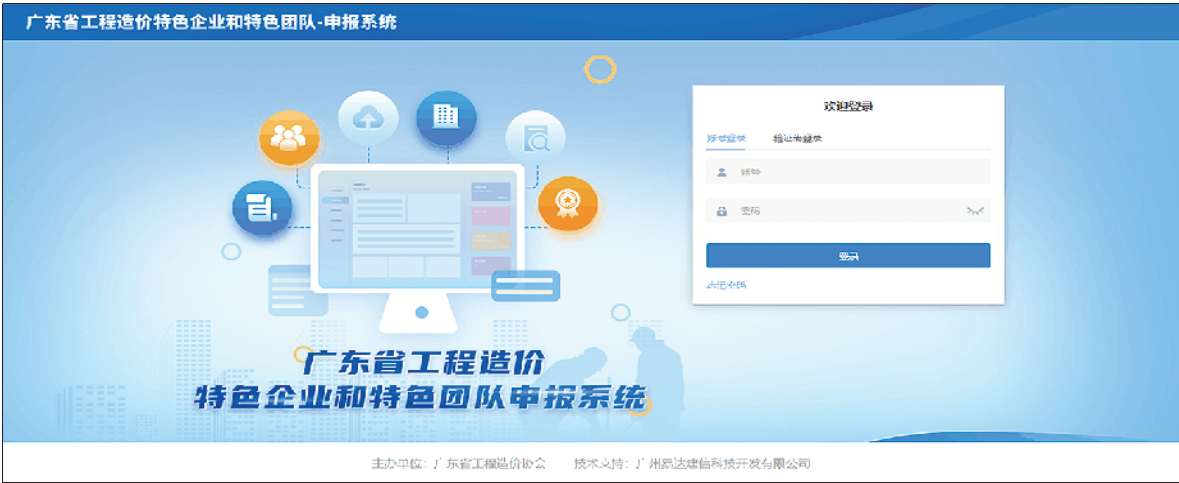 广东省工程造价特色企业和特色团队-申报系统
欢迎登录
账号登录 验证码登录
账号
密码
登录
忘记密码
广东省工程造价
特色企业和特色团队申报系统
主办单位：广东省工程造价协会 技术支持：广州易达建信科技开发有限公司